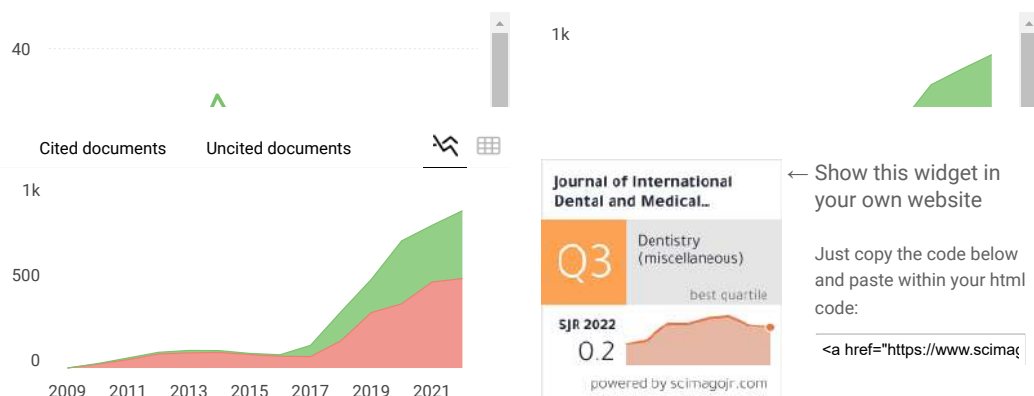 40
1k
Cited documents Uncited documents
1k
500
0
2009 2011 2013 2015 2017 2019 2021
Journal of International
Dental and Medical...
Q3
Dentistry
(miscellaneous)
best quartile
SJR 2022
0.2
powered by scimagojr.com
← Show this widget in
your own website
Just copy the code below
and paste within your html
code:
<a href="https://www.scimag